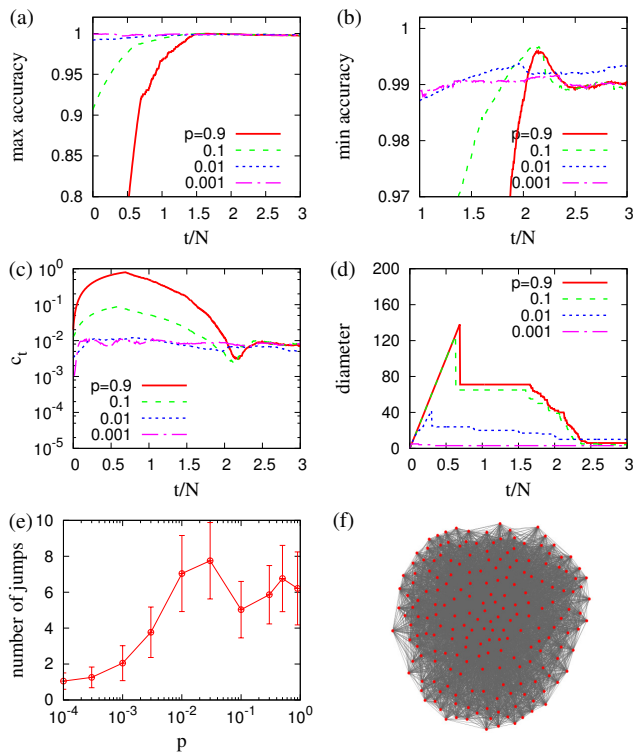 (a)
max accuracy
1
0.95
0.9
0.85
0.8
p=0.9
0.1
0.01
0.001
0 0.5 1 1.5 2 2.5 3
t/N
(b)
min accuracy
1
0.99
0.98
0.97
p=0.9
0.1
0.01
0.001
1 1.5 2 2.5 3
t/N
(c)
c_t
10^0
10^-1
10^-2
10^-3
10^-4
10^-5
p=0.9
0.1
0.01
0.001
0 0.5 1 1.5 2 2.5 3
t/N
(d)
diameter
200
160
120
80
40
0
p=0.9
0.1
0.01
0.001
0 0.5 1 1.5 2 2.5 3
t/N
(e)
number of jumps
10
8
6
4
2
0
10^-4 10^-3 10^-2 10^-1 10^0
p
(f)